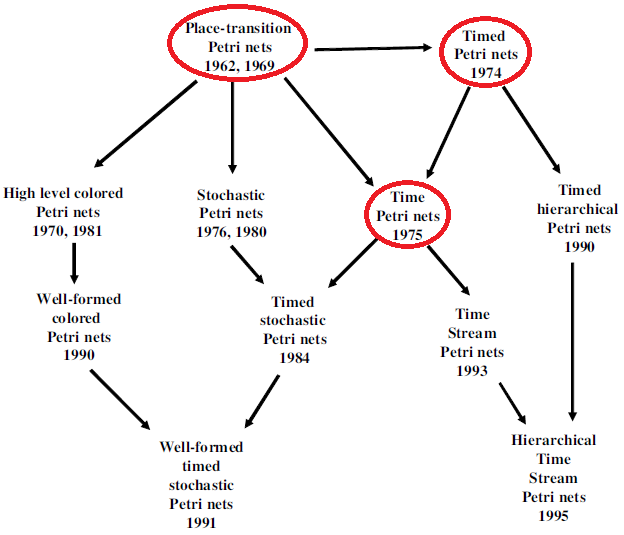 Place-transition
Petri nets
1962, 1969
Timed
Petri nets
1974
High level colored
Petri nets
1970, 1981
Stochastic
Petri nets
1976, 1980
Time
Petri nets
1975
Timed
hierarchical
Petri nets
1990
Well-formed
colored
Petri nets
1990
Timed
stochastic
Petri nets
1984
Time
Stream
Petri nets
1993
Well-formed
timed
stochastic
Petri nets
1991
Hierarchical
Time
Stream
Petri nets
1995